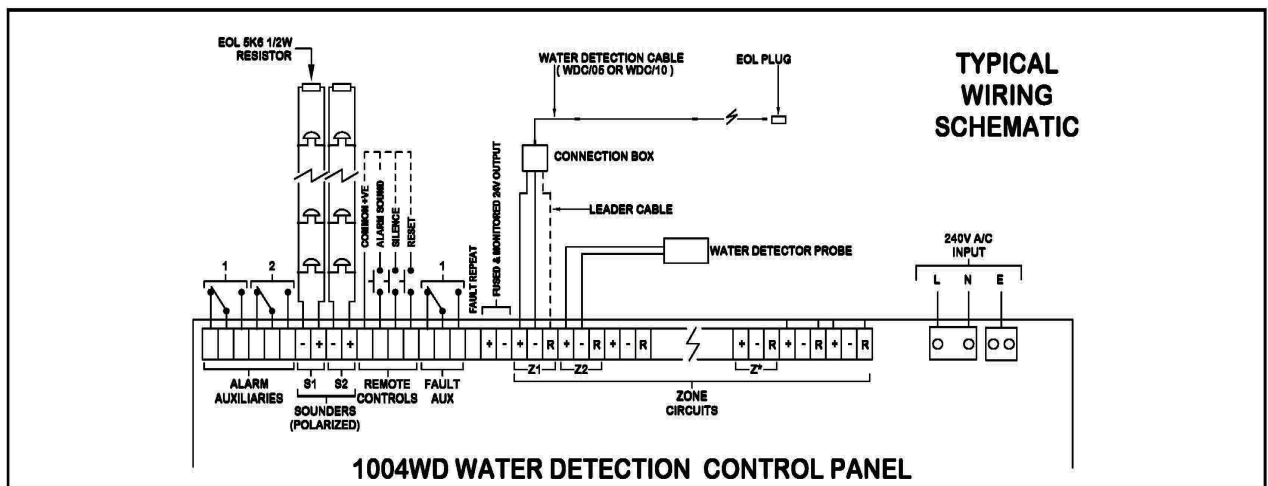 EOL 5K6 1/2W
RESISTOR
WATER DETECTION CABLE
( WDC/05 OR WDC/10 )
EOL PLUG
TYPICAL
WIRING
SCHEMATIC
CONNECTION BOX
COMMON +VE
ALARM SOUND
SILENCE
RESET
FAULT REPEAT
FUSED & MONITORED 24V OUTPUT
LEADER CABLE
WATER DETECTOR PROBE
240V A/C
INPUT
L N E
1 2 1
- + - + + - + - R + - R + - R + - R + - R + - R
S1 S2 Z1 Z2 Z*
ALARM
AUXILIARIES
SOUNDERS
(POLARIZED)
REMOTE
CONTROLS
FAULT
AUX
ZONE
CIRCUITS
1004WD WATER DETECTION CONTROL PANEL